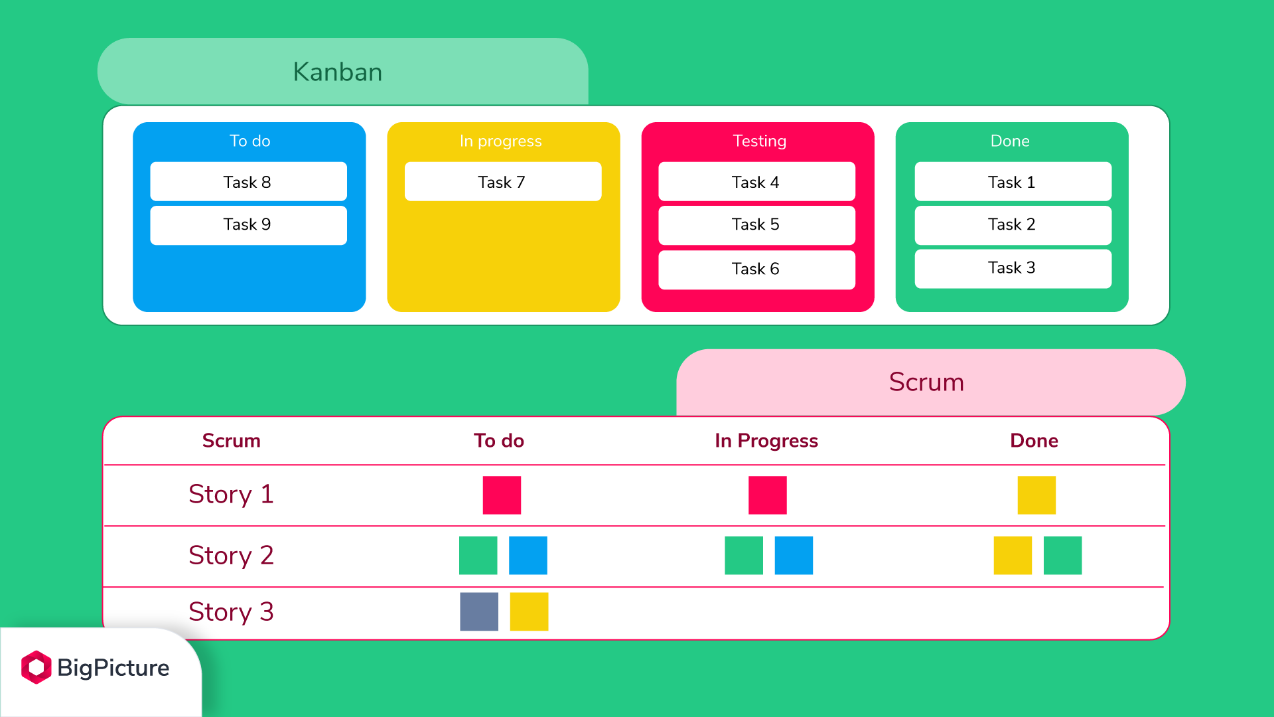 Kanban
To do
In progress
Testing
Done
Task 8
Task 7
Task 4
Task 1
Task 9
Task 5
Task 2
Task 6
Task 3
Scrum
Scrum To do In Progress Done
Story 1
Story 2
Story 3
BigPicture